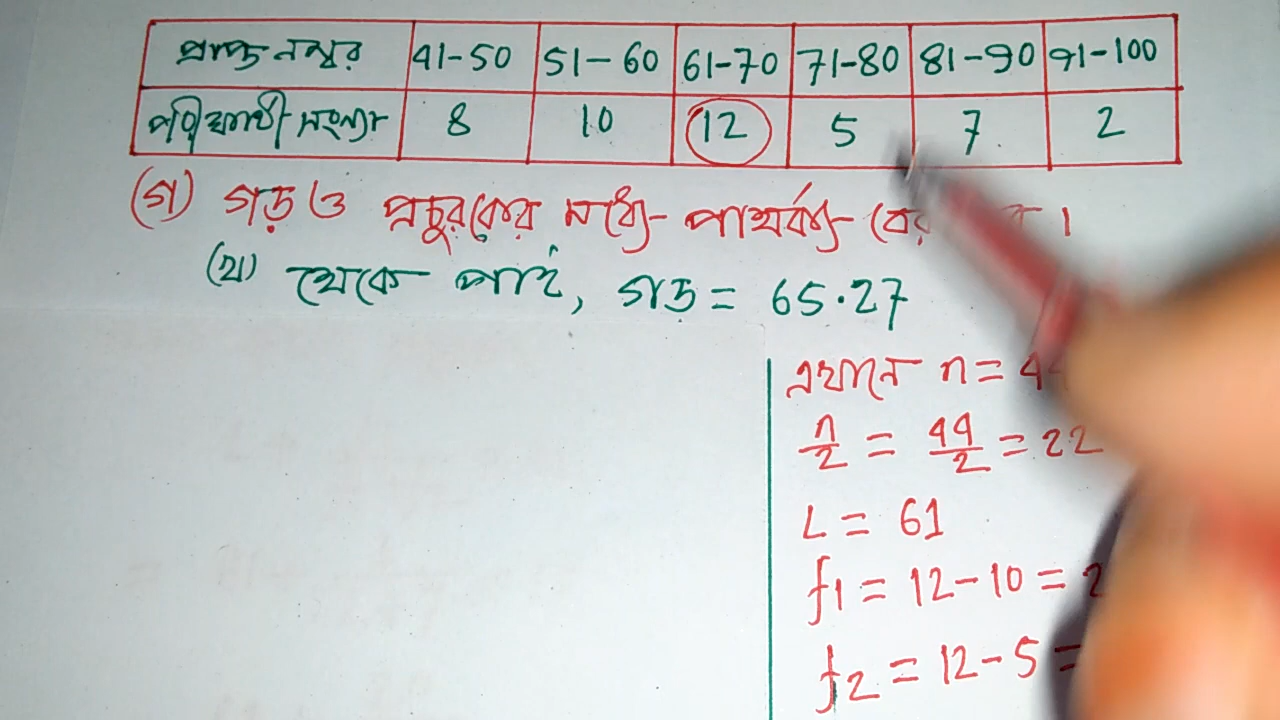 প্রাপ্ত নম্বর 41-50 51-60 61-70 71-80 81-90 91-100
পরীক্ষার্থী সংখ্যা 8 10 12 5 7 2
(গ) গড় ও প্রচুরকের মধ্যে পার্থক্য বের ।
(খ) থেকে পাই, গড় = 65.27
এখানে n = 44
n/2 = 44/2 = 22
L = 61
f1 = 12-10 = 2
f2 = 12-5 =